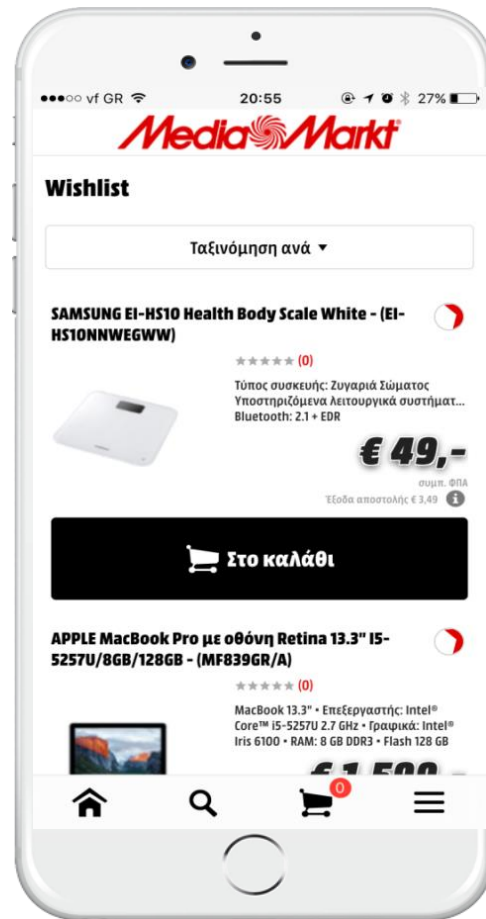 vf GR 20:55 27%
MediaMarkt
Wishlist
Ταξινόμηση ανά ▼
SAMSUNG EI-HS10 Health Body Scale White - (EI-
HS10NNWEGWW)
★★★★★ (0)
Τύπος συσκευής: Ζυγαριά Σώματος
Υποστηριζόμενα λειτουργικά συστήματ...
Bluetooth: 2.1 + EDR
€ 49,-
συμπ. ΦΠΑ
Έξοδα αποστολής € 3,49
Στο καλάθι
APPLE MacBook Pro με οθόνη Retina 13.3" I5-
5257U/8GB/128GB - (MF839GR/A)
★★★★★ (0)
MacBook 13.3" • Επεξεργαστής: Intel®
Core™ i5-5257U 2.7 GHz • Γραφικά: Intel®
Iris 6100 • RAM: 8 GB DDR3 • Flash 128 GB
0